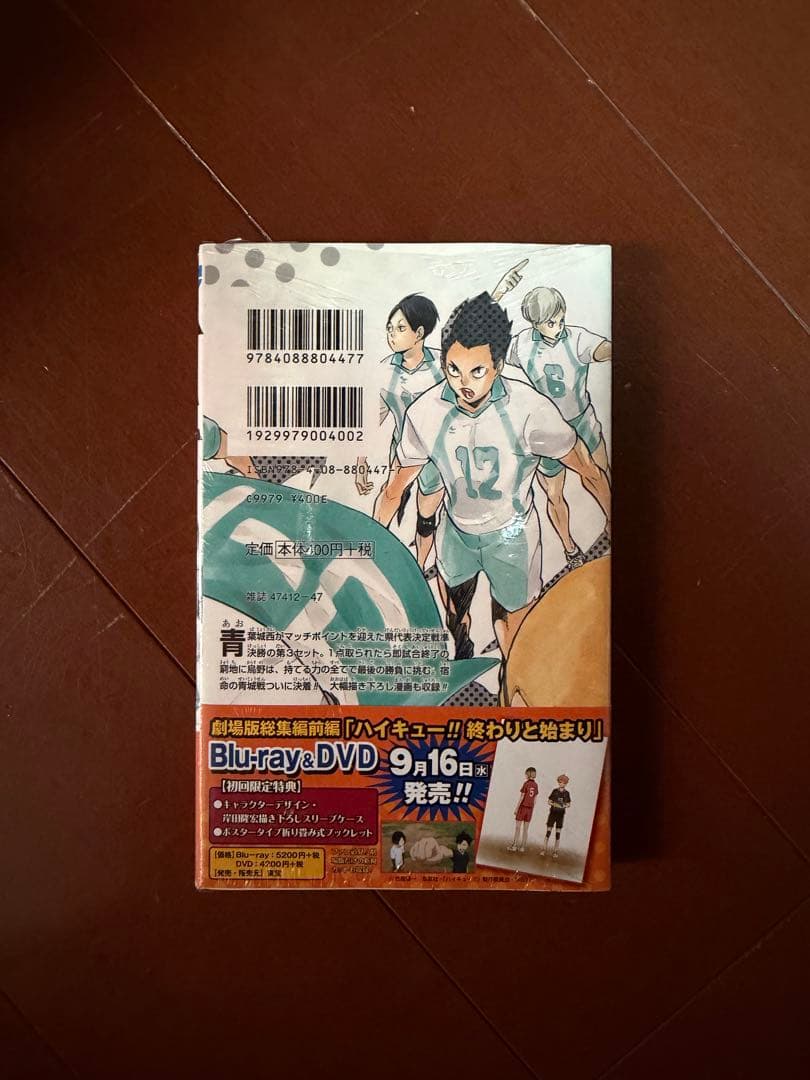 9784088804477
1929979004002
ISBN978-4-08-880447-7
C9979 ¥400E
定価 本体400円+税
雑誌 47412-47
12
6
青葉城西がマッチポイントを迎えた県代表決定戦準
決勝の第3セット。1点取られたら即試合終了の
窮地に烏野は、持てる力の全てで最後の勝負に挑む。宿
命の青城戦ついに決着!! 大幅描き下ろし漫画も収録!!
劇場版総集編前編「ハイキュー!! 終わりと始まり」
Blu-ray&DVD 9月16日㊌
発売!!
【初回限定特典】
●キャラクターデザイン・
岸田隆宏描き下ろしスリーブケース
●ポスタータイプ折り畳み式ブックレット
【価格】Blu-ray:5200円+税
DVD:4200円+税
【発売・販売元】東宝
5